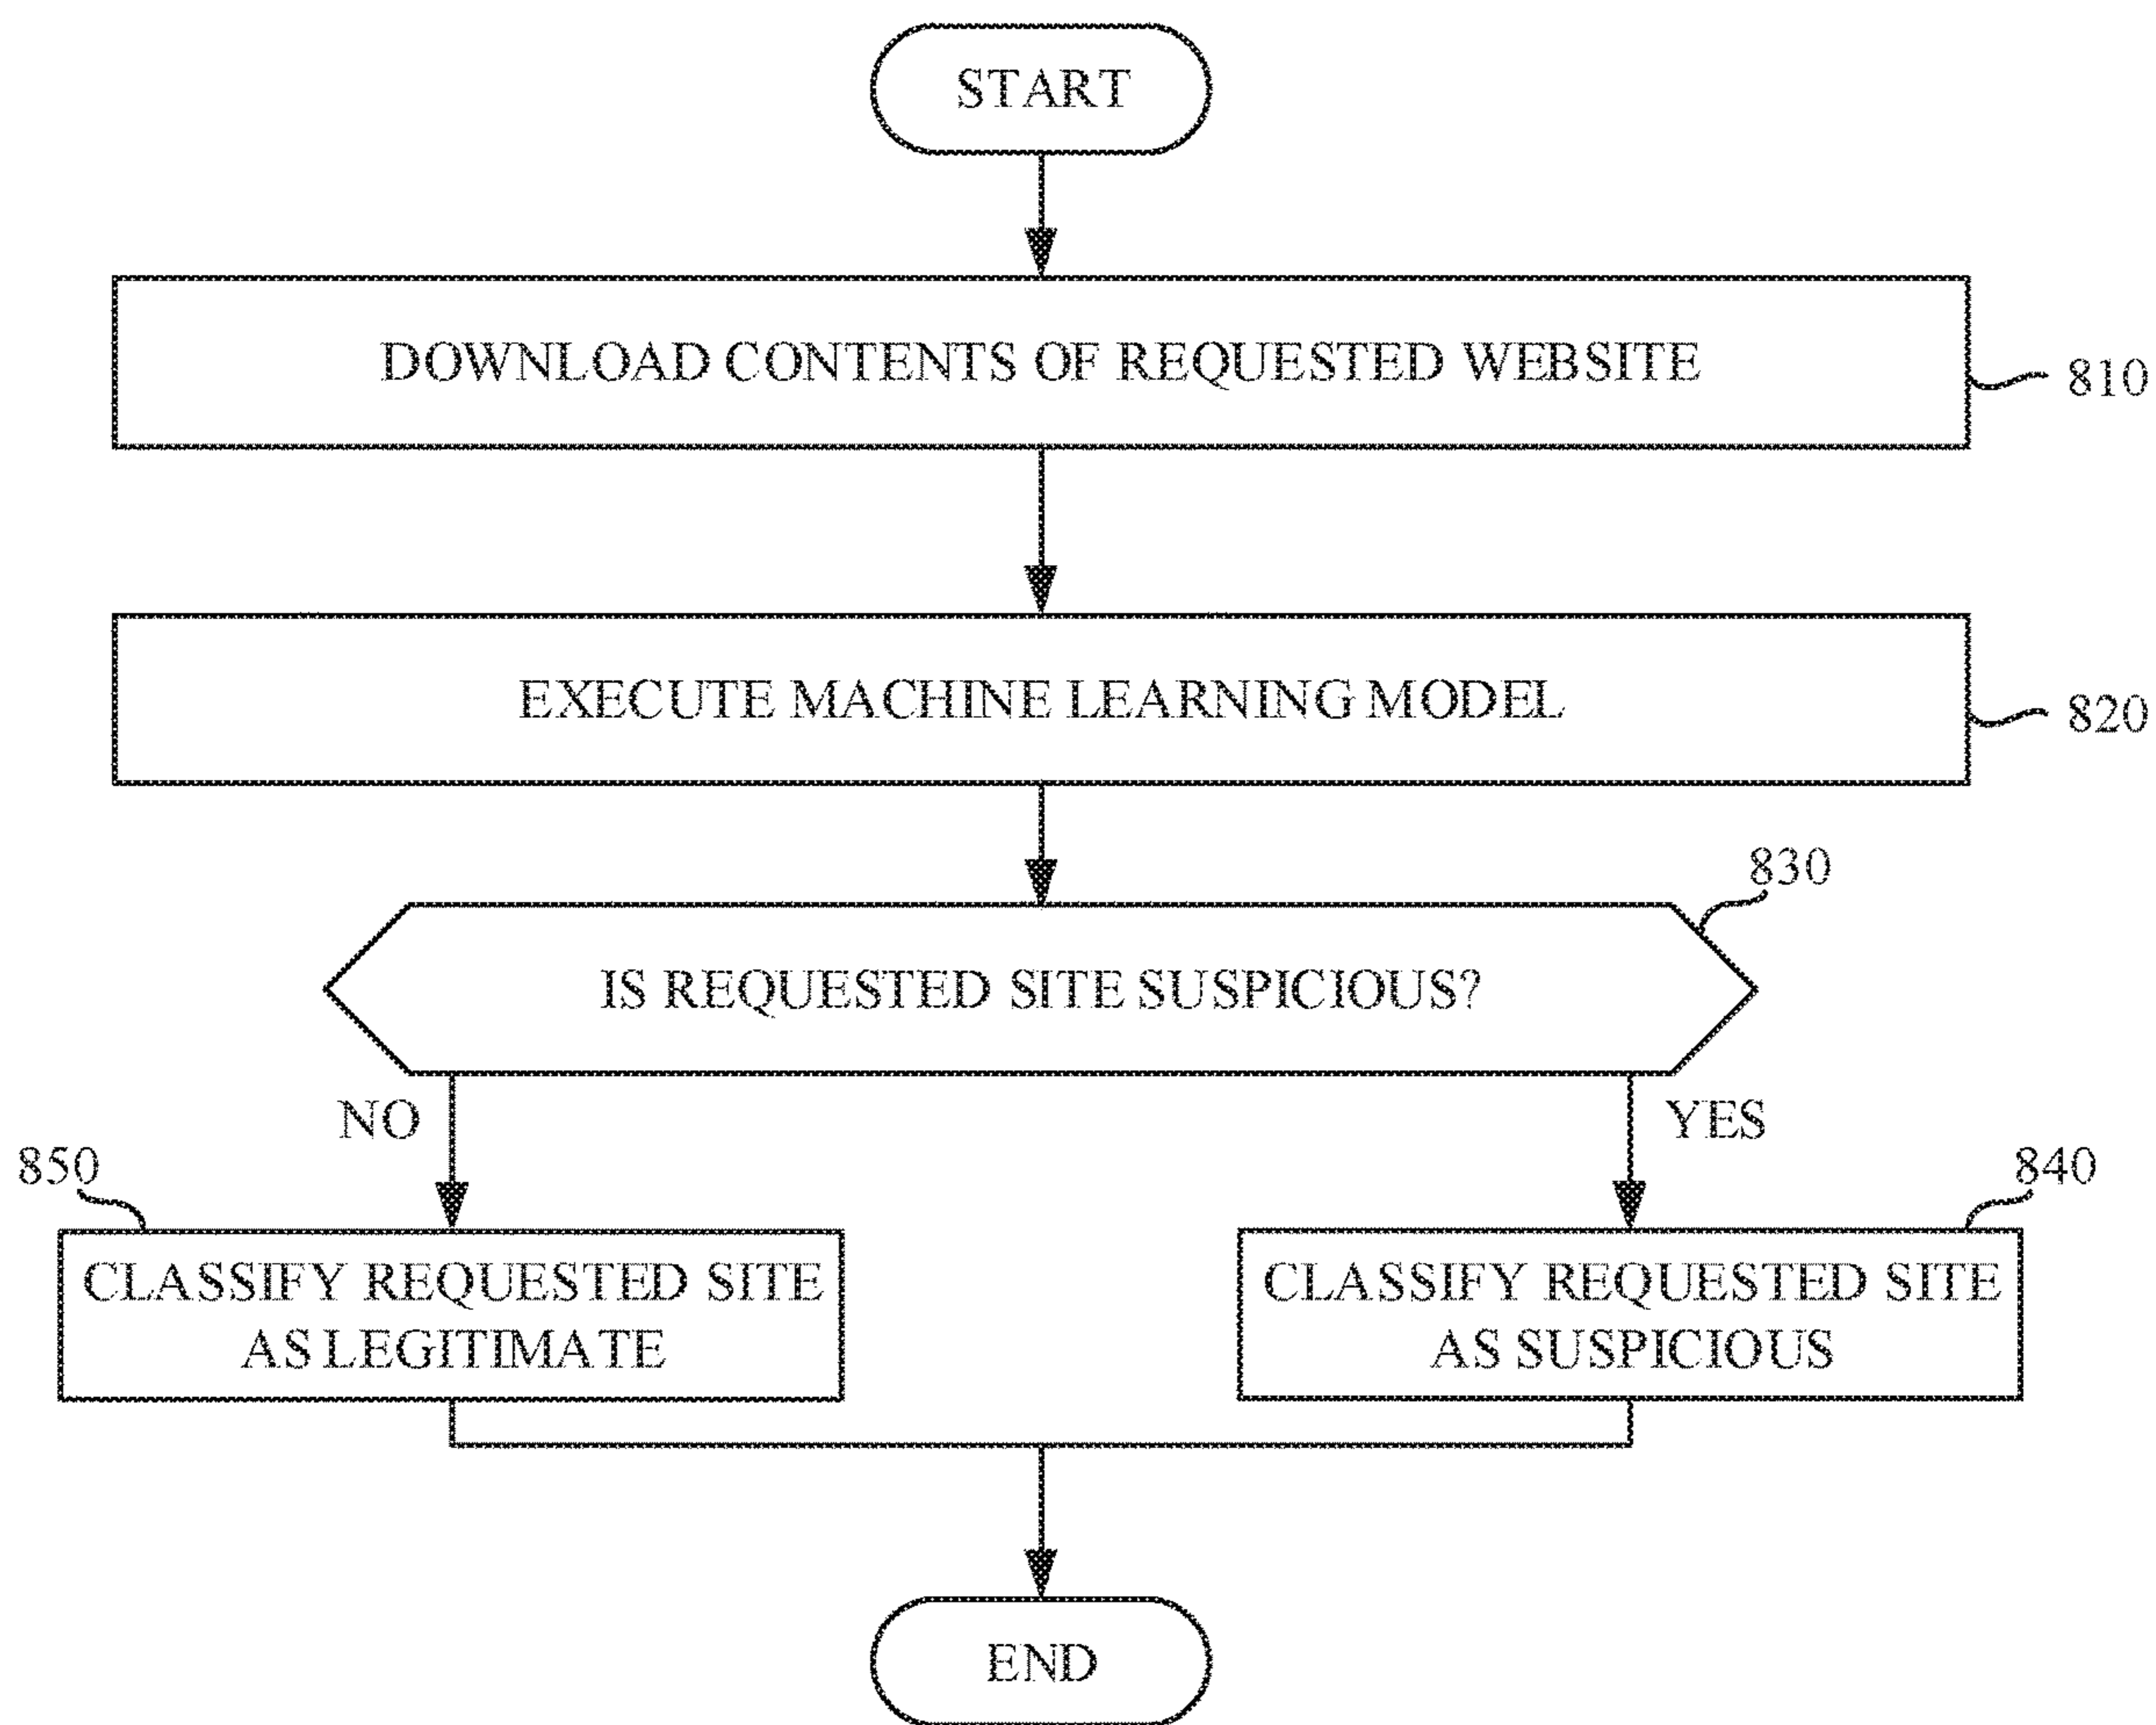 START
DOWNLOAD CONTENTS OF REQUESTED WEBSITE
810
EXECUTE MACHINE LEARNING MODEL
820
830
IS REQUESTED SITE SUSPICIOUS?
NO
YES
850
840
CLASSIFY REQUESTED SITE
AS LEGITIMATE
CLASSIFY REQUESTED SITE
AS SUSPICIOUS
END